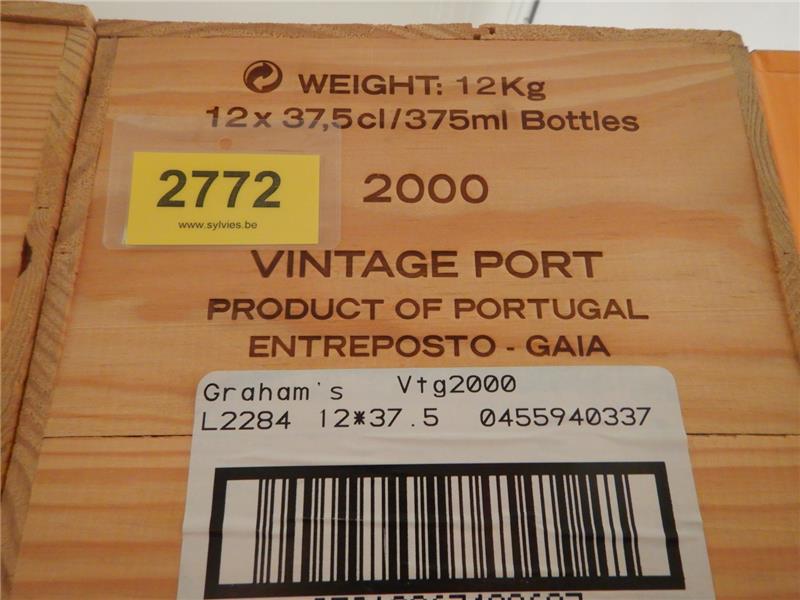 WEIGHT: 12Kg
12 x 37,5cl/375ml Bottles
2772
www.sylvies.be
2000
VINTAGE PORT
PRODUCT OF PORTUGAL
ENTREPOSTO - GAIA
Graham's Vtg2000
L2284 12*37.5 0455940337